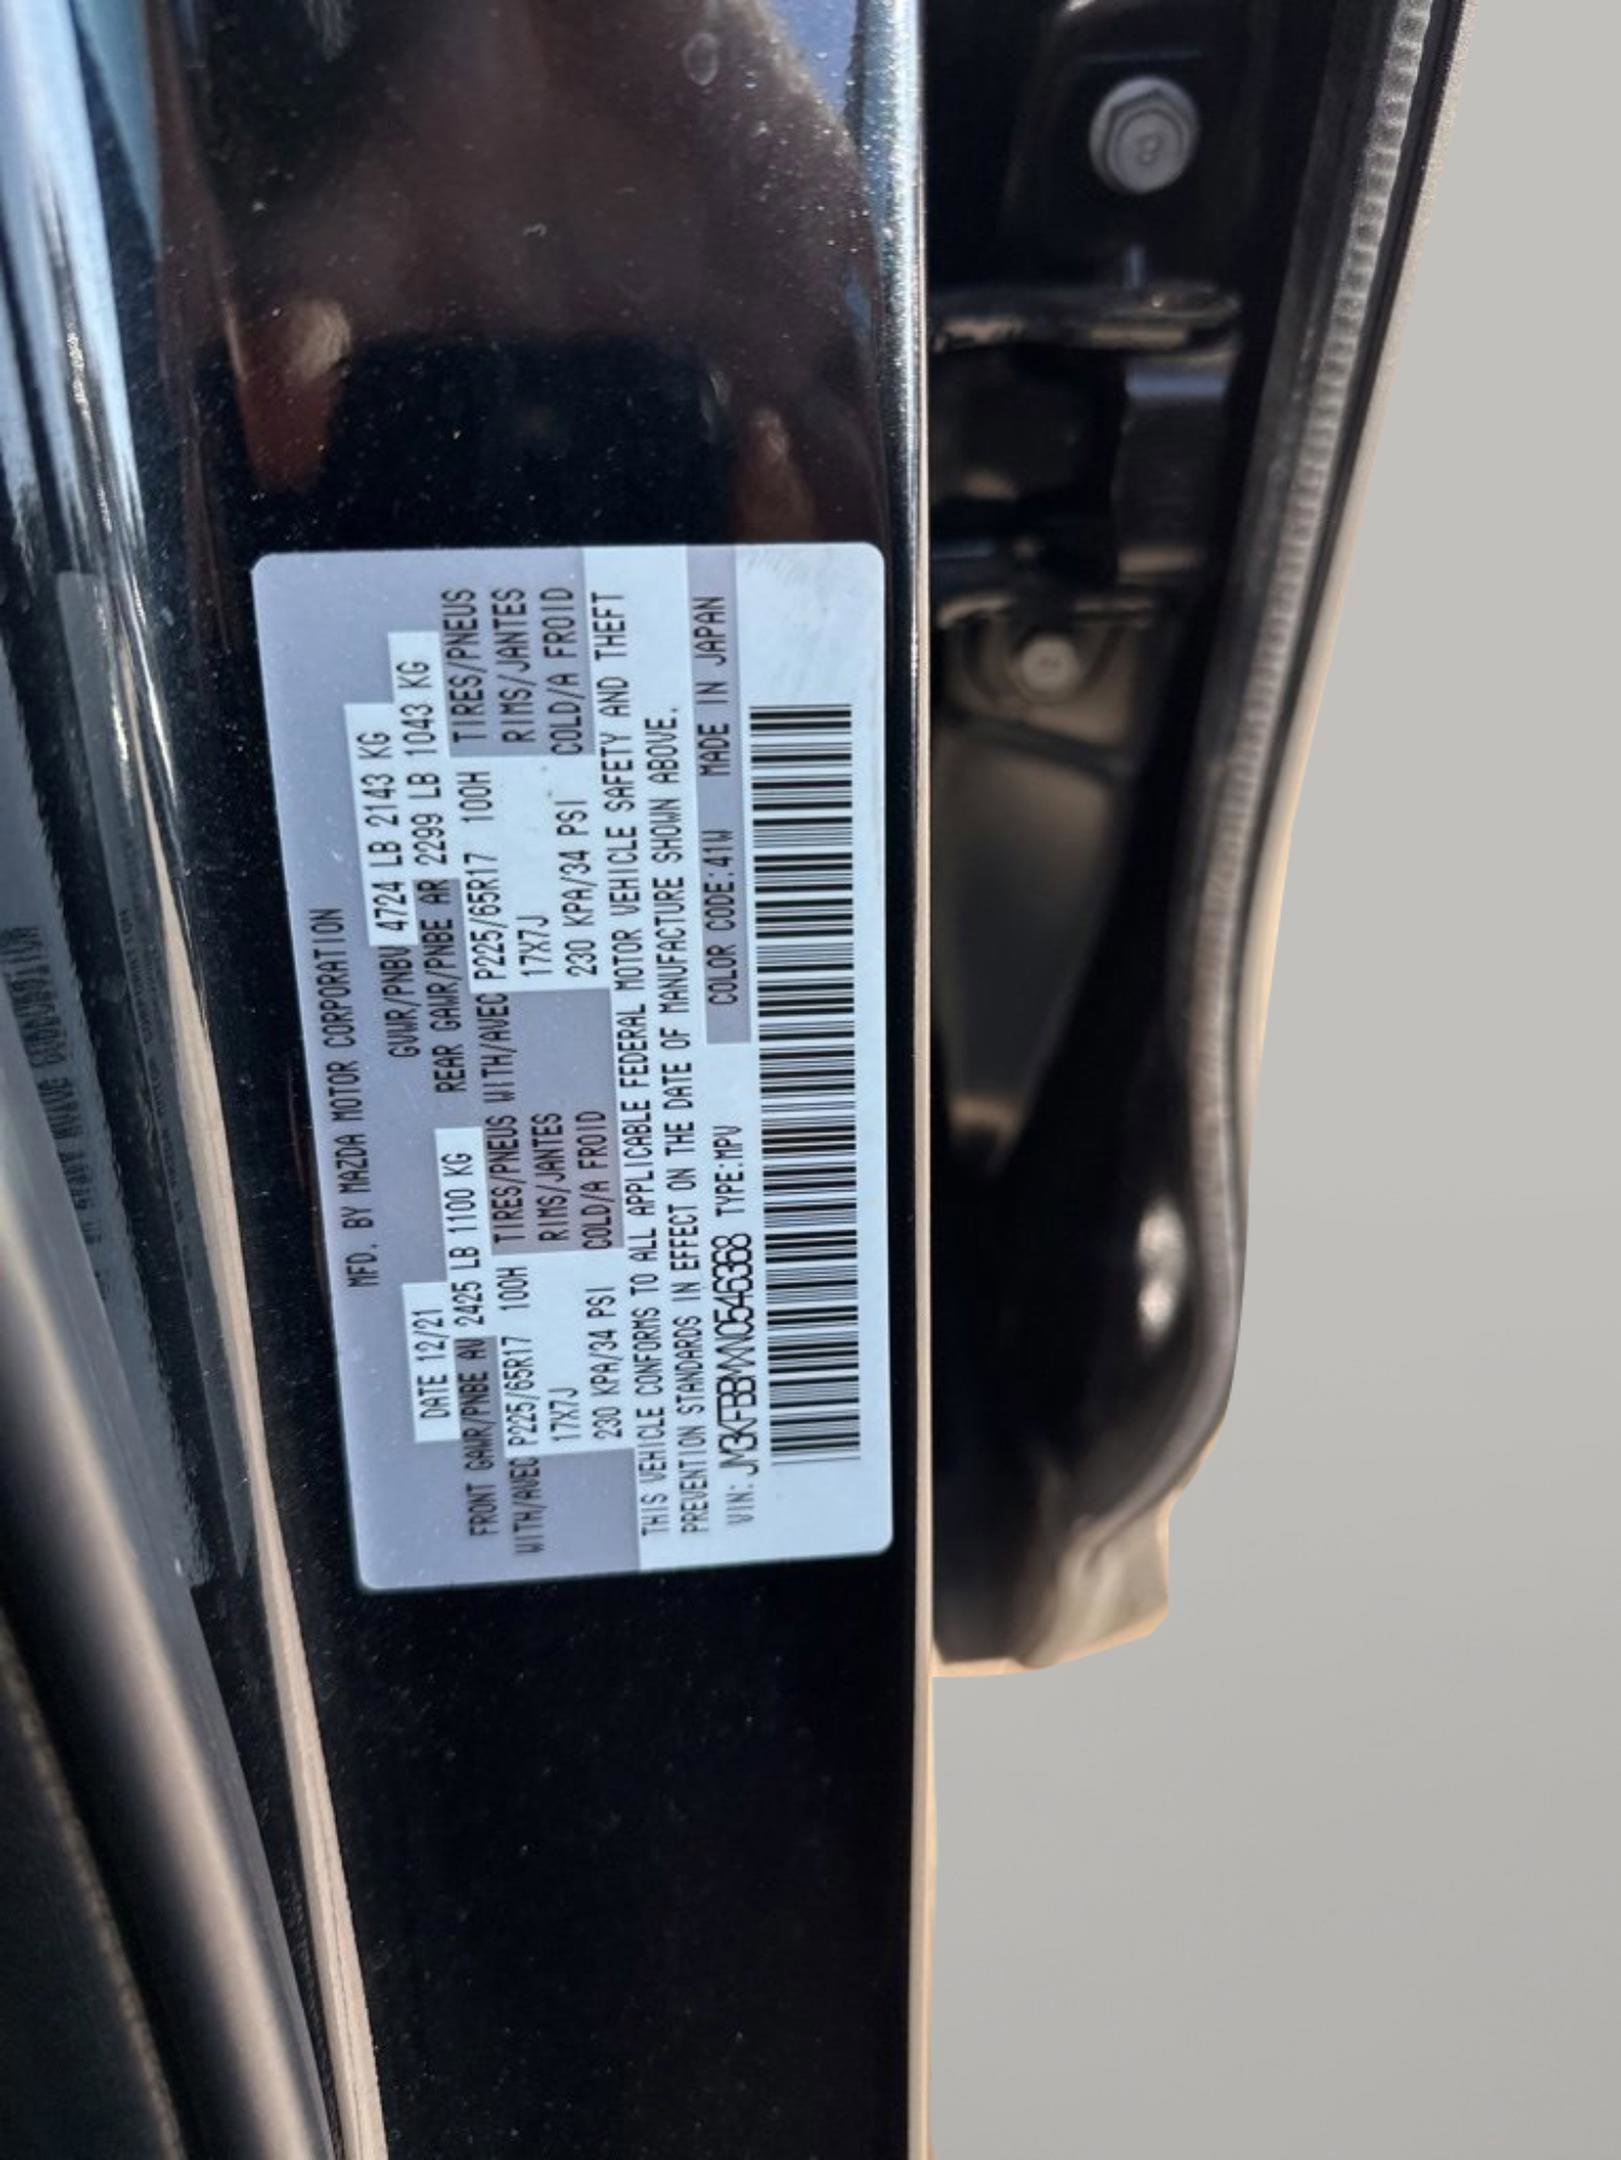 MFD. BY MAZDA MOTOR CORPORATION
DATE 12/21 GVWR/PNBV 4724 LB 2143 KG
FRONT GAWR/PNBE AV 2425 LB 1100 KG REAR GAWR/PNBE AR 2299 LB 1043 KG
WITH/AVEC P225/65R17 100H TIRES/PNEUS WITH/AVEC P225/65R17 100H TIRES/PNEUS
17X7J RIMS/JANTES 17X7J RIMS/JANTES
230 KPA/34 PSI COLD/A FROID 230 KPA/34 PSI COLD/A FROID
THIS VEHICLE CONFORMS TO ALL APPLICABLE FEDERAL MOTOR VEHICLE SAFETY AND THEFT
PREVENTION STANDARDS IN EFFECT ON THE DATE OF MANUFACTURE SHOWN ABOVE.
VIN: JM3KFBBMXN0546368 TYPE:MPV COLOR CODE:41W MADE IN JAPAN
8